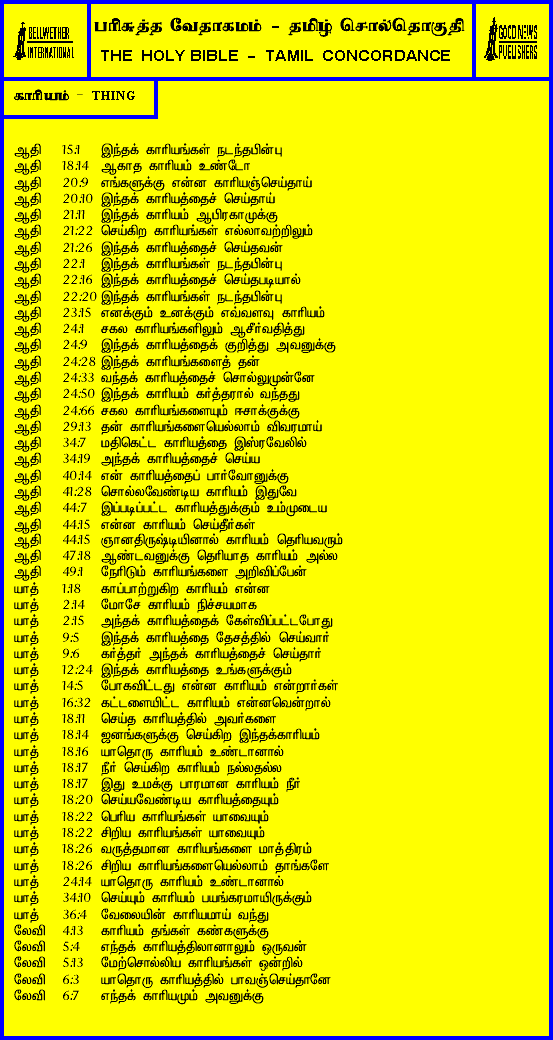 BELLWETHER
INTERNATIONAL
பரிசுத்த வேதாகமம் - தமிழ் சொல்தொகுதி
THE HOLY BIBLE - TAMIL CONCORDANCE
GOOD NEWS
PUBLISHERS
காரியம் - THING
ஆதி 15:1 இந்தக் காரியங்கள் நடந்தபின்பு
ஆதி 18:14 ஆகாத காரியம் உண்டோ
ஆதி 20:9 எங்களுக்கு என்ன காரியஞ்செய்தாய்
ஆதி 20:10 இந்தக் காரியத்தைச் செய்தாய்
ஆதி 21:11 இந்தக் காரியம் ஆபிரகாமுக்கு
ஆதி 21:22 செய்கிற காரியங்கள் எல்லாவற்றிலும்
ஆதி 21:26 இந்தக் காரியத்தைச் செய்தவன்
ஆதி 22:1 இந்தக் காரியங்கள் நடந்தபின்பு
ஆதி 22:16 இந்தக் காரியத்தைச் செய்தபடியால்
ஆதி 22:20 இந்தக் காரியங்கள் நடந்தபின்பு
ஆதி 23:15 எனக்கும் உனக்கும் எவ்வளவு காரியம்
ஆதி 24:1 சகல காரியங்களிலும் ஆசீர்வதித்து
ஆதி 24:9 இந்தக் காரியத்தைக் குறித்து அவனுக்கு
ஆதி 24:28 இந்தக் காரியங்களைத் தன்
ஆதி 24:33 வந்தக் காரியத்தைச் சொல்லுமுன்னே
ஆதி 24:50 இந்தக் காரியம் கர்த்தரால் வந்தது
ஆதி 24:66 சகல காரியங்களையும் ஈசாக்குக்கு
ஆதி 29:13 தன் காரியங்களையெல்லாம் விவரமாய்
ஆதி 34:7 மதிகெட்ட காரியத்தை இஸ்ரவேலில்
ஆதி 34:19 அந்தக் காரியத்தைச் செய்ய
ஆதி 40:14 என் காரியத்தைப் பார்வோனுக்கு
ஆதி 41:28 சொல்லவேண்டிய காரியம் இதுவே
ஆதி 44:7 இப்படிப்பட்ட காரியத்துக்கும் உம்முடைய
ஆதி 44:15 என்ன காரியம் செய்தீர்கள்
ஆதி 44:15 ஞானதிருஷ்டியினால் காரியம் தெரியவரும்
ஆதி 47:18 ஆண்டவனுக்கு தெரியாத காரியம் அல்ல
ஆதி 49:1 நேரிடும் காரியங்களை அறிவிப்பேன்
யாத் 1:18 காப்பாற்றுகிற காரியம் என்ன
யாத் 2:14 மோசே காரியம் நிச்சயமாக
யாத் 2:15 அந்தக் காரியத்தைக் கேள்விப்பட்டபோது
யாத் 9:5 இந்தக் காரியத்தை தேசத்தில் செய்வார்
யாத் 9:6 கர்த்தர் அந்தக் காரியத்தைச் செய்தார்
யாத் 12:24 இந்தக் காரியத்தை உங்களுக்கும்
யாத் 14:5 போகவிட்டது என்ன காரியம் என்றார்கள்
யாத் 16:32 கட்டளையிட்ட காரியம் என்னவென்றால்
யாத் 18:11 செய்த காரியத்தில் அவர்களை
யாத் 18:14 ஜனங்களுக்கு செய்கிற இந்தக்காரியம்
யாத் 18:16 யாதொரு காரியம் உண்டானால்
யாத் 18:17 நீர் செய்கிற காரியம் நல்லதல்ல
யாத் 18:17 இது உமக்கு பாரமான காரியம் நீர்
யாத் 18:20 செய்யவேண்டிய காரியத்தையும்
யாத் 18:22 பெரிய காரியங்கள் யாவையும்
யாத் 18:22 சிறிய காரியங்கள் யாவையும்
யாத் 18:26 வருத்தமான காரியங்களை மாத்திரம்
யாத் 18:26 சிறிய காரியங்களையெல்லாம் தாங்களே
யாத் 24:14 யாதொரு காரியம் உண்டானால்
யாத் 34:10 செய்யும் காரியம் பயங்கரமாயிருக்கும்
யாத் 36:4 வேலையின் காரியமாய் வந்து
லேவி 4:13 காரியம் தங்கள் கண்களுக்கு
லேவி 5:4 எந்தக் காரியத்திலானாலும் ஒருவன்
லேவி 5:13 மேற்சொல்லிய காரியங்கள் ஒன்றில்
லேவி 6:3 யாதொரு காரியத்தில் பாவஞ்செய்தானே
லேவி 6:7 எந்தக் காரியமும் அவனுக்கு